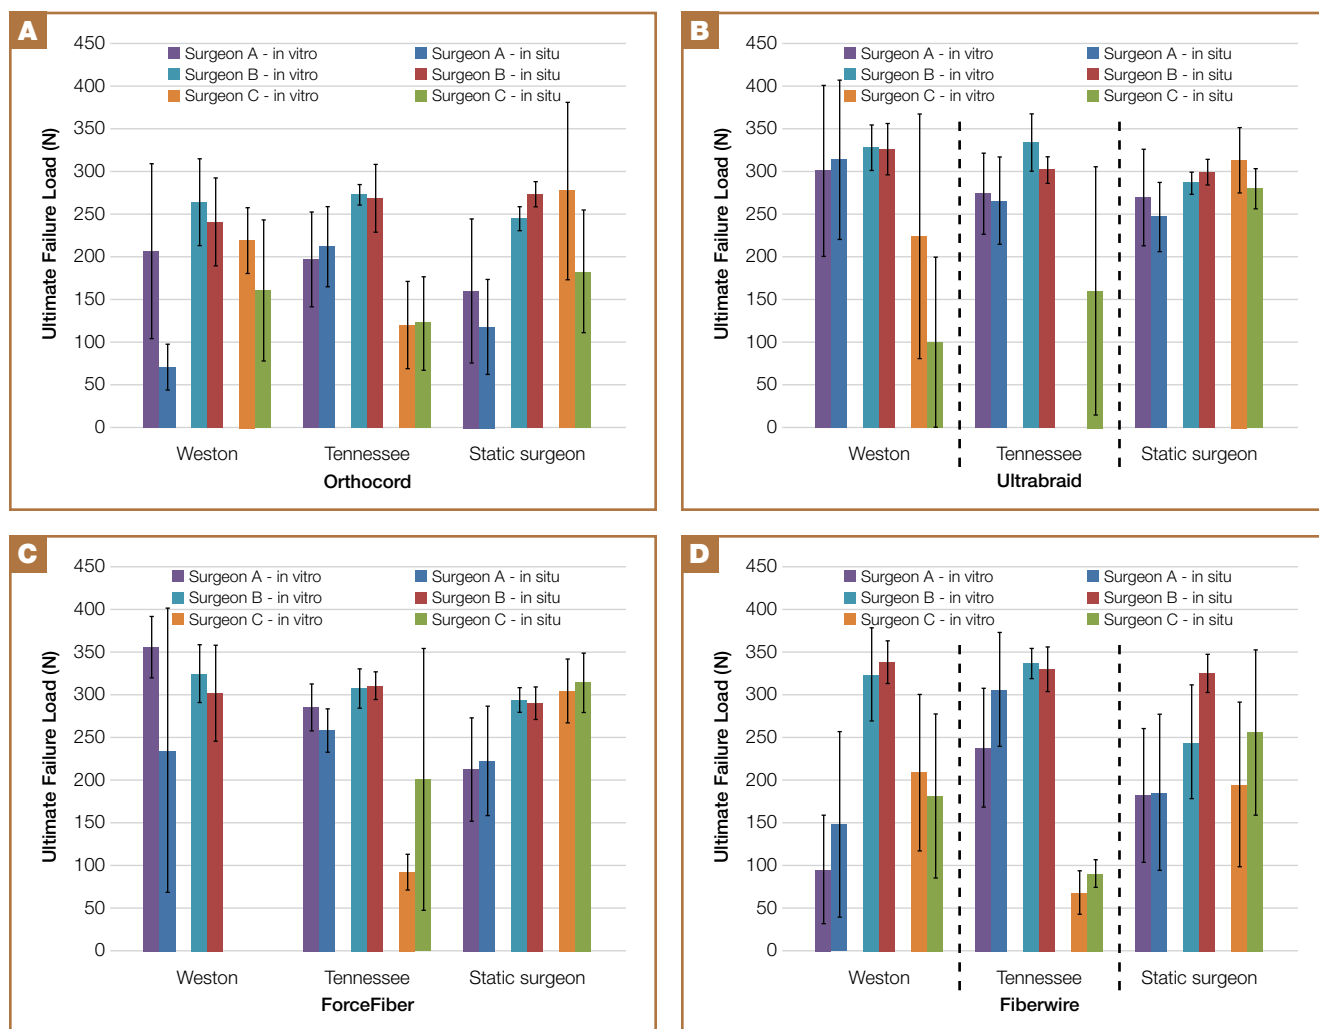 A
Ultimate Failure Load (N)
450
400
350
300
250
200
150
100
50
0
Surgeon A - in vitro
Surgeon A - in situ
Surgeon B - in vitro
Surgeon B - in situ
Surgeon C - in vitro
Surgeon C - in situ
Weston
Tennessee
Static surgeon
Orthocord
B
Ultimate Failure Load (N)
450
400
350
300
250
200
150
100
50
0
Surgeon A - in vitro
Surgeon A - in situ
Surgeon B - in vitro
Surgeon B - in situ
Surgeon C - in vitro
Surgeon C - in situ
Weston
Tennessee
Static surgeon
Ultrabraid
C
Ultimate Failure Load (N)
450
400
350
300
250
200
150
100
50
0
Surgeon A - in vitro
Surgeon A - in situ
Surgeon B - in vitro
Surgeon B - in situ
Surgeon C - in vitro
Surgeon C - in situ
Weston
Tennessee
Static surgeon
ForceFiber
D
Ultimate Failure Load (N)
450
400
350
300
250
200
150
100
50
0
Surgeon A - in vitro
Surgeon A - in situ
Surgeon B - in vitro
Surgeon B - in situ
Surgeon C - in vitro
Surgeon C - in situ
Weston
Tennessee
Static surgeon
Fiberwire